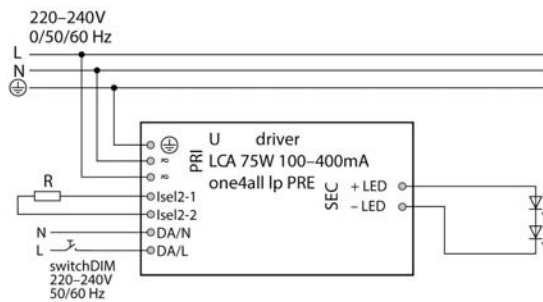 220–240V
0/50/60 Hz
L
N
U driver
LCA 75W 100–400mA
one4all lp PRE
PRI
SEC
+ LED
– LED
R
Isel2-1
Isel2-2
N
DA/N
L
DA/L
switchDIM
220–240V
50/60 Hz